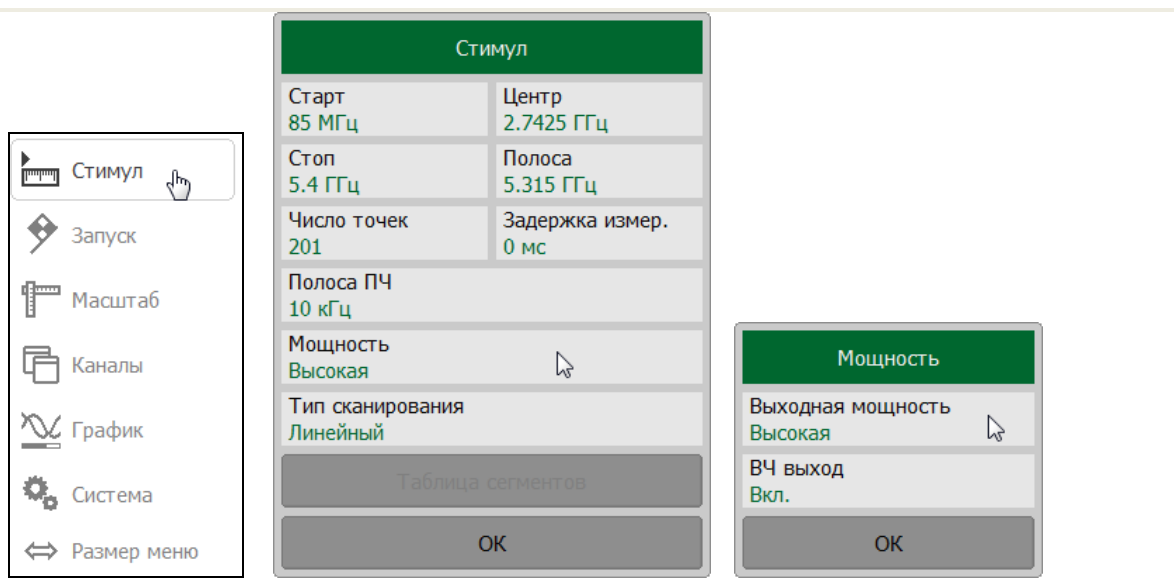 Стимул
Запуск
Масштаб
Каналы
График
Система
Размер меню
Стимул
Старт
85 МГц
Центр
2.7425 ГГц
Стоп
5.4 ГГц
Полоса
5.315 ГГц
Число точек
201
Задержка измер.
0 мс
Полоса ПЧ
10 кГц
Мощность
Высокая
Тип сканирования
Линейный
Таблица сегментов
ОК
Мощность
Выходная мощность
Высокая
ВЧ выход
Вкл.
ОК